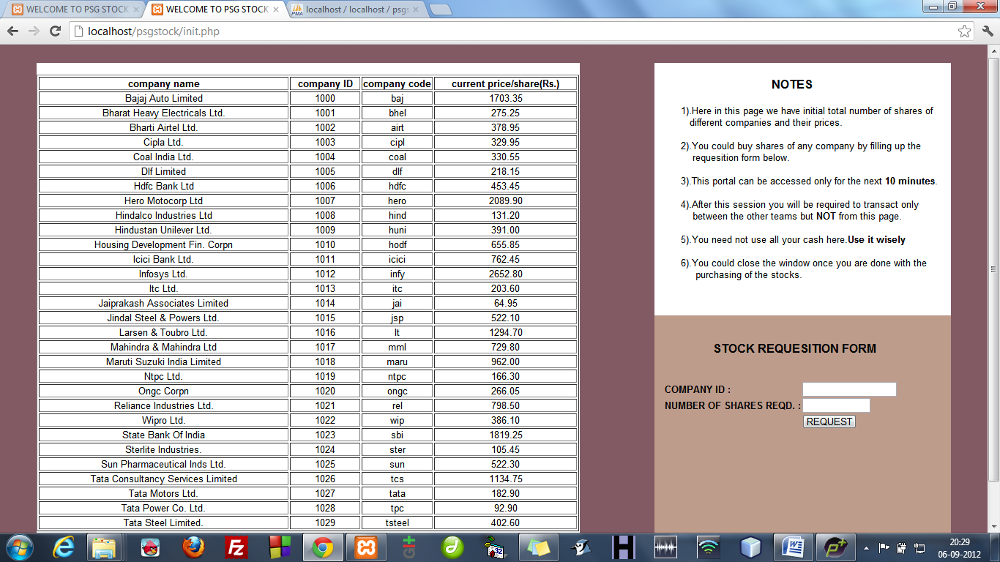 WELCOME TO PSG STOCK
WELCOME TO PSG STOCK
localhost / localhost / psgs
localhost/psgstock/init.php
company name company ID company code current price/share(Rs.)
Bajaj Auto Limited 1000 baj 1703.35
Bharat Heavy Electricals Ltd. 1001 bhel 275.25
Bharti Airtel Ltd. 1002 airt 378.95
Cipla Ltd. 1003 cipl 329.95
Coal India Ltd. 1004 coal 330.55
Dlf Limited 1005 dlf 218.15
Hdfc Bank Ltd 1006 hdfc 453.45
Hero Motocorp Ltd 1007 hero 2089.90
Hindalco Industries Ltd 1008 hind 131.20
Hindustan Unilever Ltd. 1009 huni 391.00
Housing Development Fin. Corpn 1010 hodf 655.85
Icici Bank Ltd. 1011 icici 762.45
Infosys Ltd. 1012 infy 2652.80
Itc Ltd. 1013 itc 203.60
Jaiprakash Associates Limited 1014 jai 64.95
Jindal Steel & Powers Ltd. 1015 jsp 522.10
Larsen & Toubro Ltd. 1016 lt 1294.70
Mahindra & Mahindra Ltd 1017 mml 729.80
Maruti Suzuki India Limited 1018 maru 962.00
Ntpc Ltd. 1019 ntpc 166.30
Ongc Corpn 1020 ongc 266.05
Reliance Industries Ltd. 1021 rel 798.50
Wipro Ltd. 1022 wip 386.10
State Bank Of India 1023 sbi 1819.25
Sterlite Industries. 1024 ster 105.45
Sun Pharmaceutical Inds Ltd. 1025 sun 522.30
Tata Consultancy Services Limited 1026 tcs 1134.75
Tata Motors Ltd. 1027 tata 182.90
Tata Power Co. Ltd. 1028 tpc 92.90
Tata Steel Limited. 1029 tsteel 402.60
NOTES
1).Here in this page we have initial total number of shares of
different companies and their prices.
2).You could buy shares of any company by filling up the
requesition form below.
3).This portal can be accessed only for the next 10 minutes.
4).After this session you will be required to transact only
between the other teams but NOT from this page.
5).You need not use all your cash here.Use it wisely
6).You could close the window once you are done with the
purchasing of the stocks.
STOCK REQUESITION FORM
COMPANY ID :
NUMBER OF SHARES REQD. :
REQUEST
20:29
06-09-2012